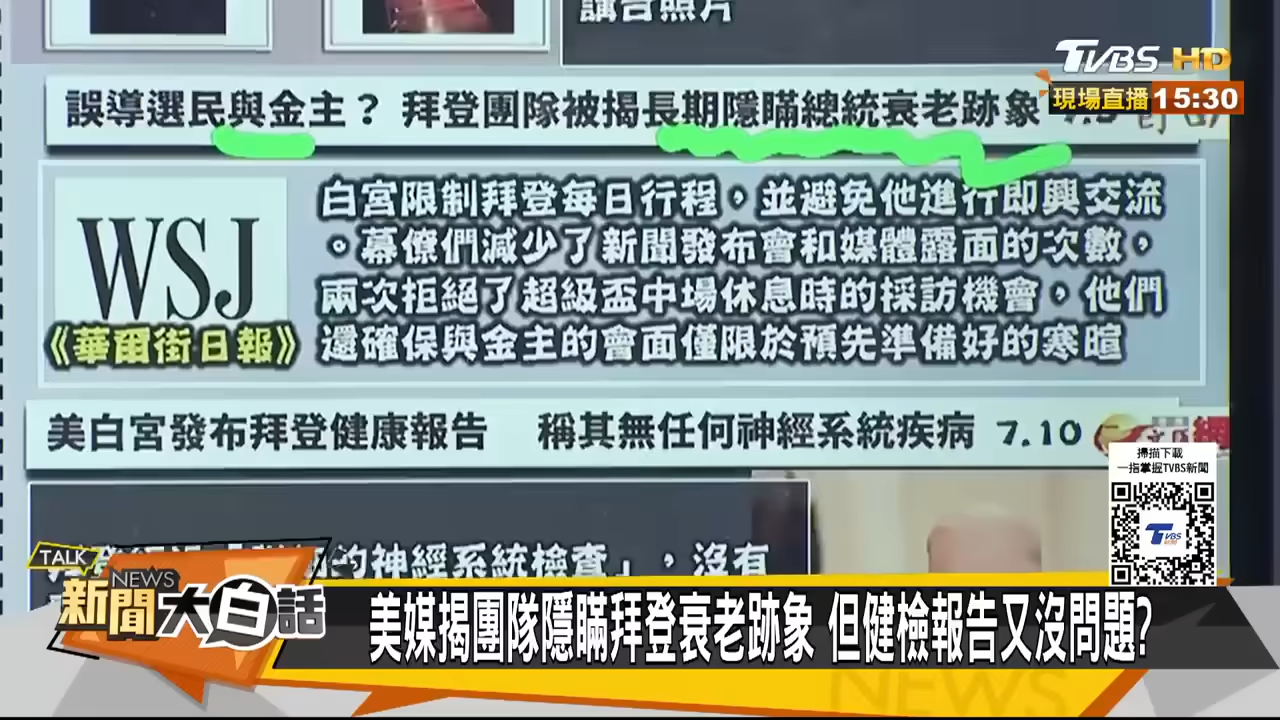 講台照片
TVBS HD
現場直播 15:30
誤導選民與金主？ 拜登團隊被揭長期隱瞞總統衰老跡象
WSJ
《華爾街日報》
白宮限制拜登每日行程，並避免他進行即興交流
。幕僚們減少了新聞發布會和媒體露面的次數，
兩次拒絕了超級盃中場休息時的採訪機會。他們
還確保與金主的會面僅限於預先準備好的寒暄
美白宮發布拜登健康報告 稱其無任何神經系統疾病 7.10
掃描下載
一指掌握TVBS新聞
TVBS
新聞
的神經系統檢查」，沒有
TALK
NEWS
新聞大白話
美媒揭團隊隱瞞拜登衰老跡象 但健檢報告又沒問題?
NEWS